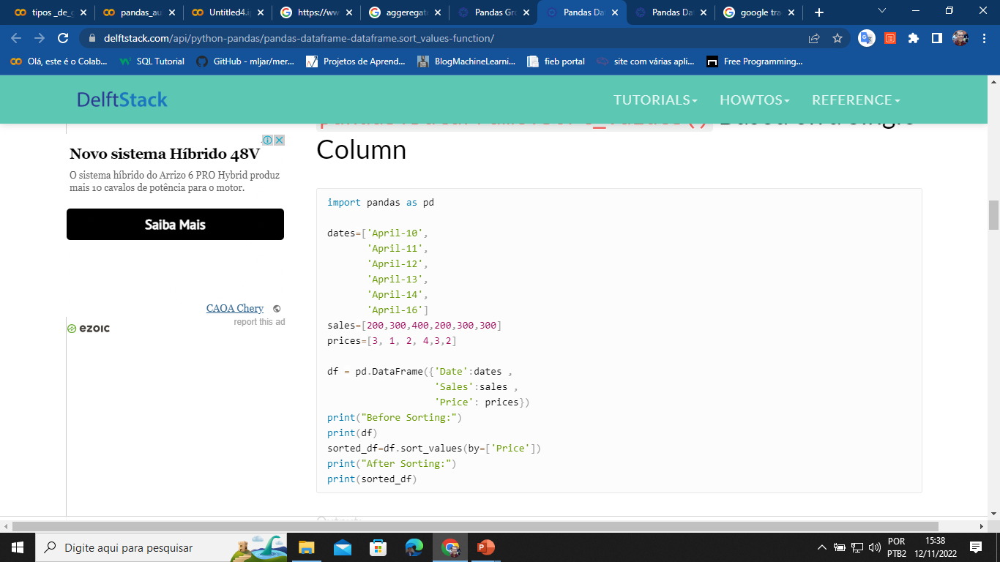 tipos _de_g
pandas_au
Untitled4.i
https://ww
aggeregate
Pandas Gro
Pandas Da
Pandas Da
google tra
delftstack.com/api/python-pandas/pandas-dataframe-dataframe.sort_values-function/
Olá, este é o Colab...
SQL Tutorial
GitHub - mljar/mer...
Projetos de Aprend...
BlogMachineLearni...
fieb portal
site com várias apli...
Free Programming...
DelftStack
TUTORIALS
HOWTOS
REFERENCE
Column
Novo sistema Híbrido 48V
O sistema híbrido do Arrizo 6 PRO Hybrid produz
mais 10 cavalos de potência para o motor.
Saiba Mais
CAOA Chery
report this ad
ezoic
import pandas as pd
dates=['April-10',
'April-11',
'April-12',
'April-13',
'April-14',
'April-16']
sales=[200,300,400,200,300,300]
prices=[3, 1, 2, 4,3,2]
df = pd.DataFrame({'Date':dates ,
'Sales':sales ,
'Price': prices})
print("Before Sorting:")
print(df)
sorted_df=df.sort_values(by=['Price'])
print("After Sorting:")
print(sorted_df)
Digite aqui para pesquisar
POR
PTB2
15:38
12/11/2022